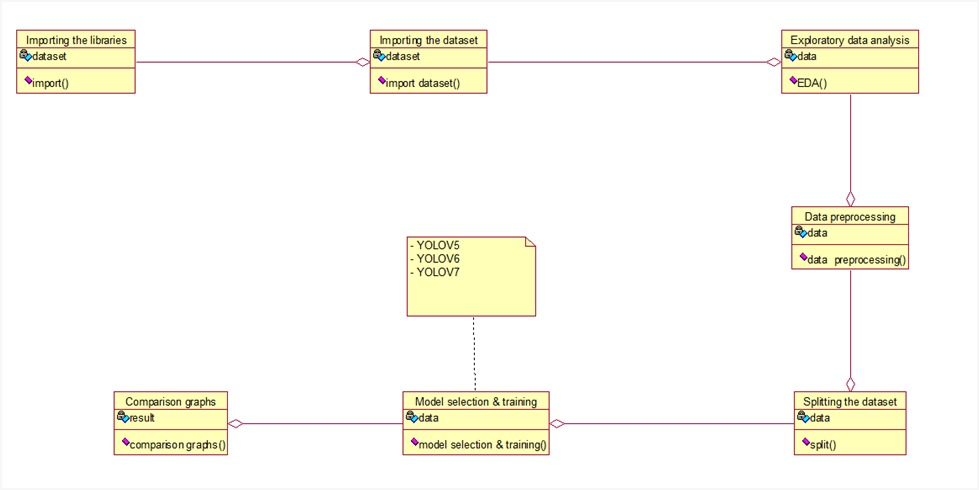 Importing the libraries
dataset
import()
Importing the dataset
dataset
import dataset()
Exploratory data analysis
data
EDA()
Data preprocessing
data
data preprocessing()
- YOLOV5
- YOLOV6
- YOLOV7
Comparison graphs
result
comparison graphs()
Model selection & training
data
model selection & training()
Splitting the dataset
data
split()